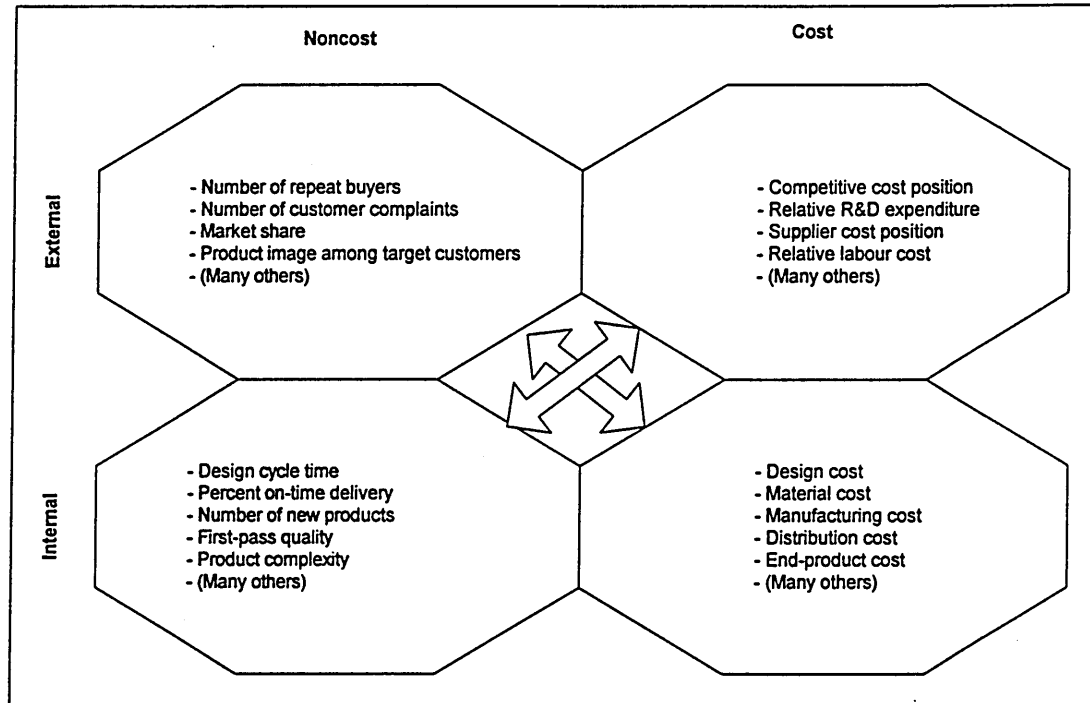 Noncost
Cost
External
- Number of repeat buyers
- Number of customer complaints
- Market share
- Product image among target customers
- (Many others)
- Competitive cost position
- Relative R&D expenditure
- Supplier cost position
- Relative labour cost
- (Many others)
Internal
- Design cycle time
- Percent on-time delivery
- Number of new products
- First-pass quality
- Product complexity
- (Many others)
- Design cost
- Material cost
- Manufacturing cost
- Distribution cost
- End-product cost
- (Many others)